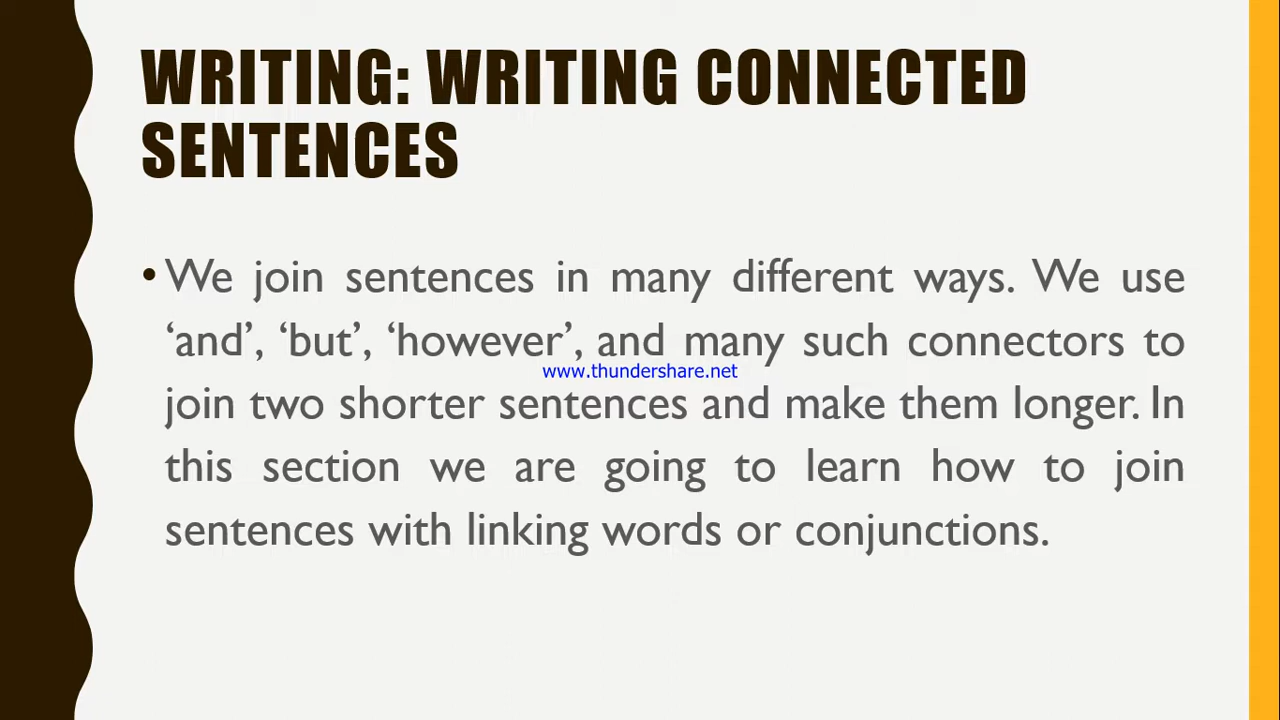 WRITING: WRITING CONNECTED
SENTENCES
• We join sentences in many different ways. We use
‘and’, ‘but’, ‘however’, and many such connectors to
www.thundershare.net
join two shorter sentences and make them longer. In
this section we are going to learn how to join
sentences with linking words or conjunctions.